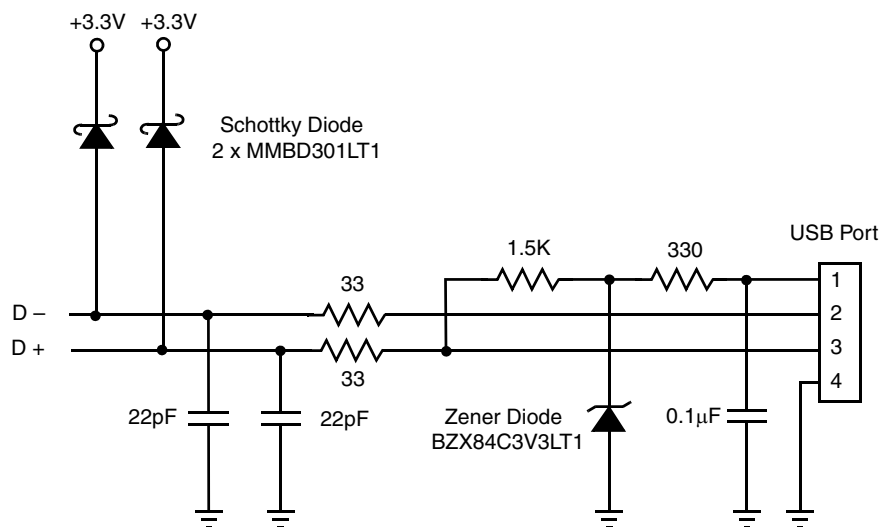 +3.3V +3.3V
Schottky Diode
2 x MMBD301LT1
USB Port
1.5K
330
1
33
D –
2
D +
3
33
4
22pF
22pF
Zener Diode
BZX84C3V3LT1
0.1µF